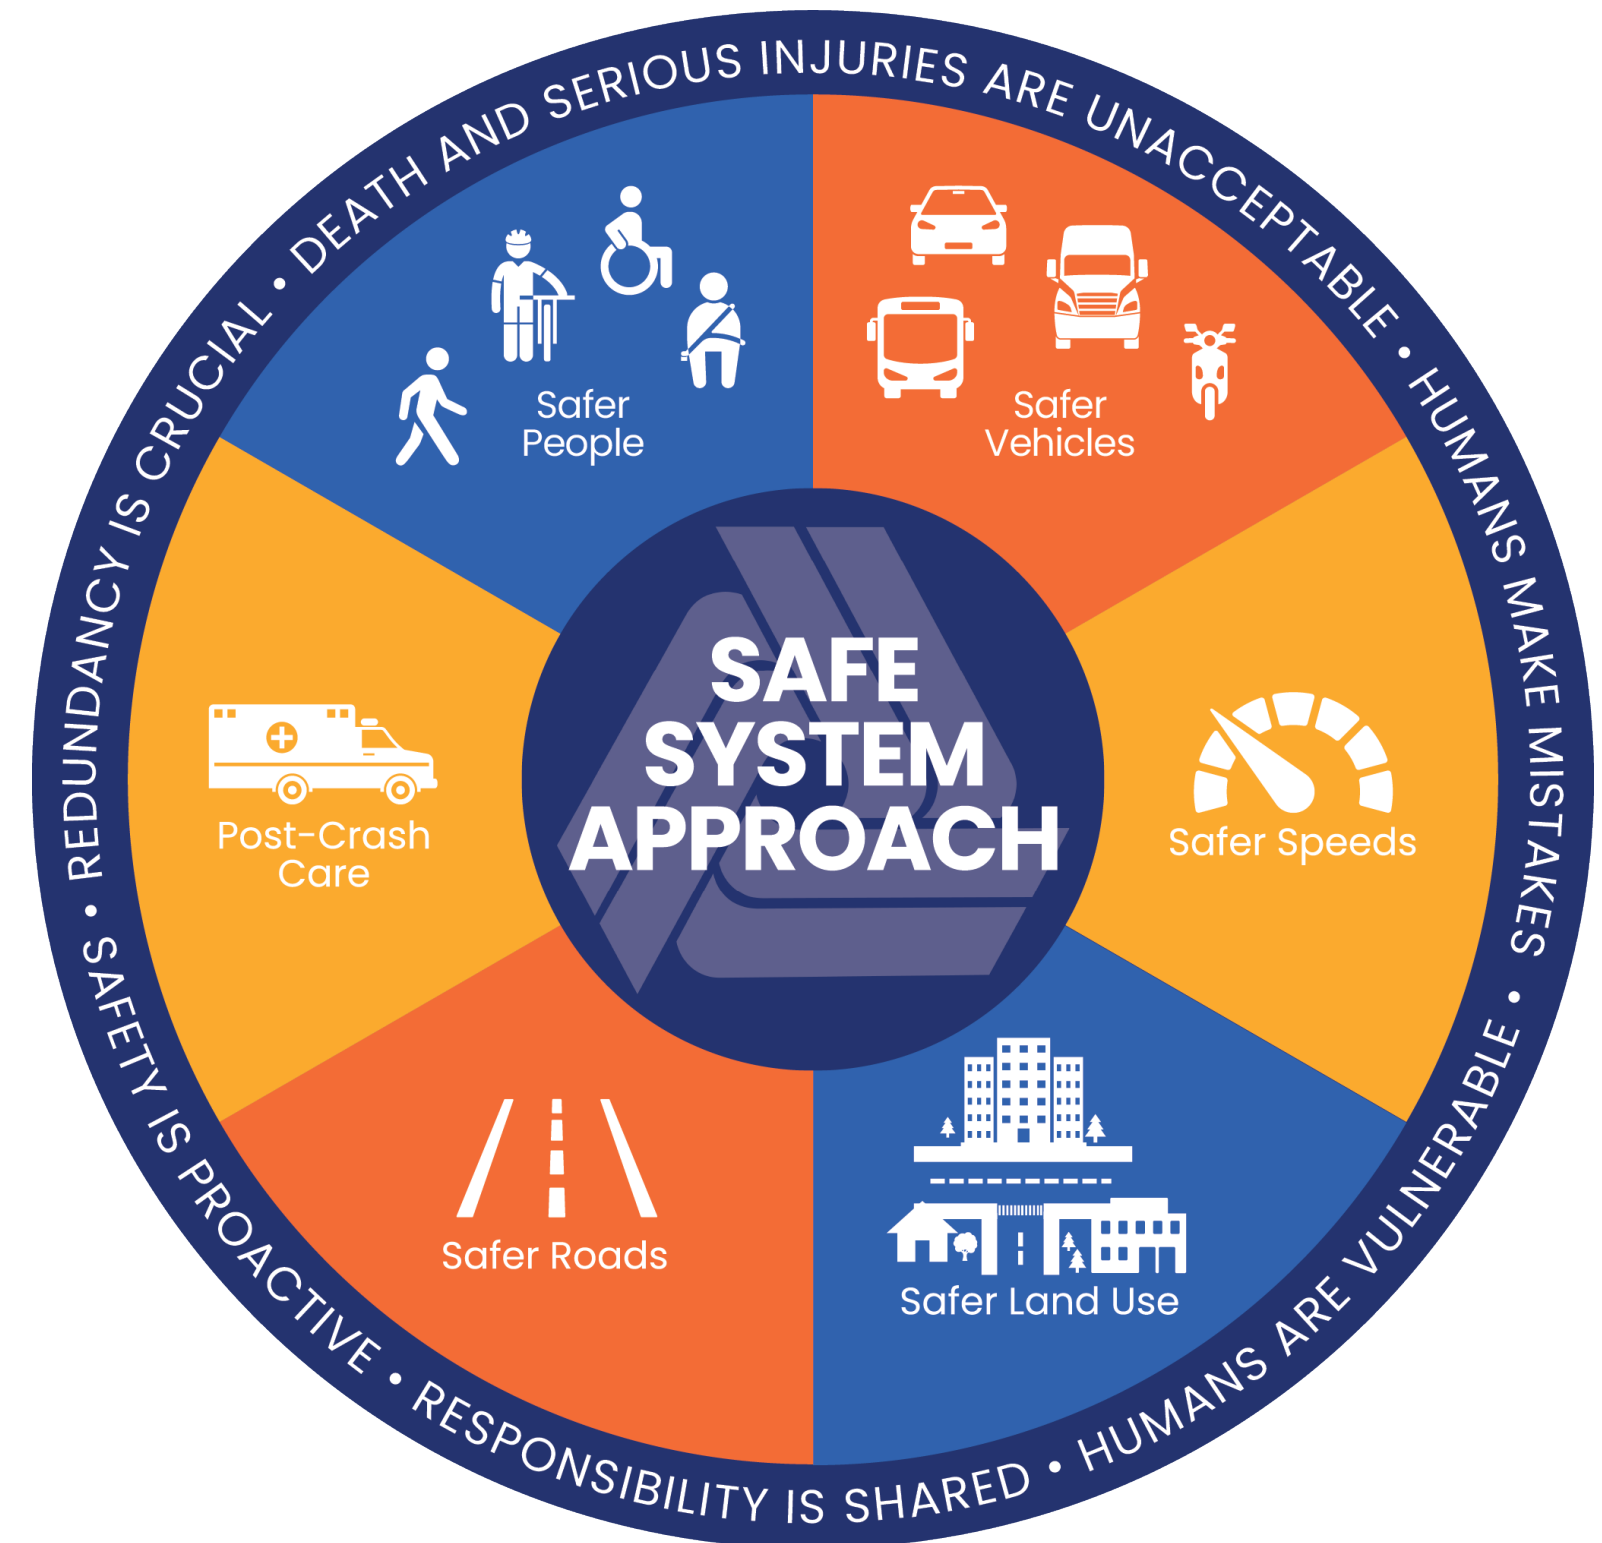 DEATH AND SERIOUS INJURIES ARE UNACCEPTABLE • HUMANS MAKE MISTAKES • HUMANS ARE VULNERABLE • RESPONSIBILITY IS SHARED • SAFETY IS PROACTIVE • REDUNDANCY IS CRUCIAL •
Safer
People
Safer
Vehicles
SAFE
SYSTEM
APPROACH
Post-Crash
Care
Safer Speeds
Safer Roads
Safer Land Use